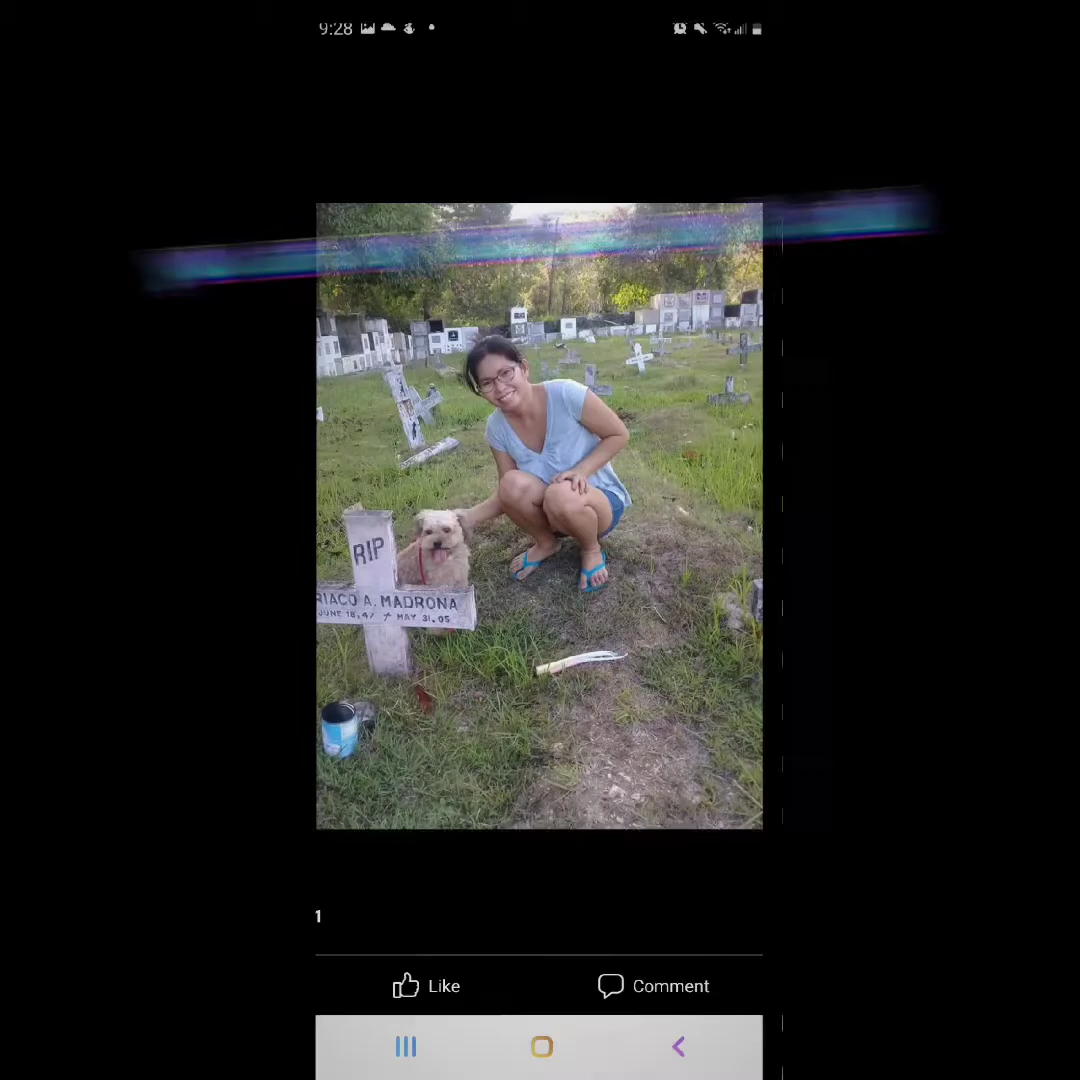 9:28
RIP
RIACO A. MADRONA
JUNE 18, 47 † MAY 31, 05
1
Like
Comment